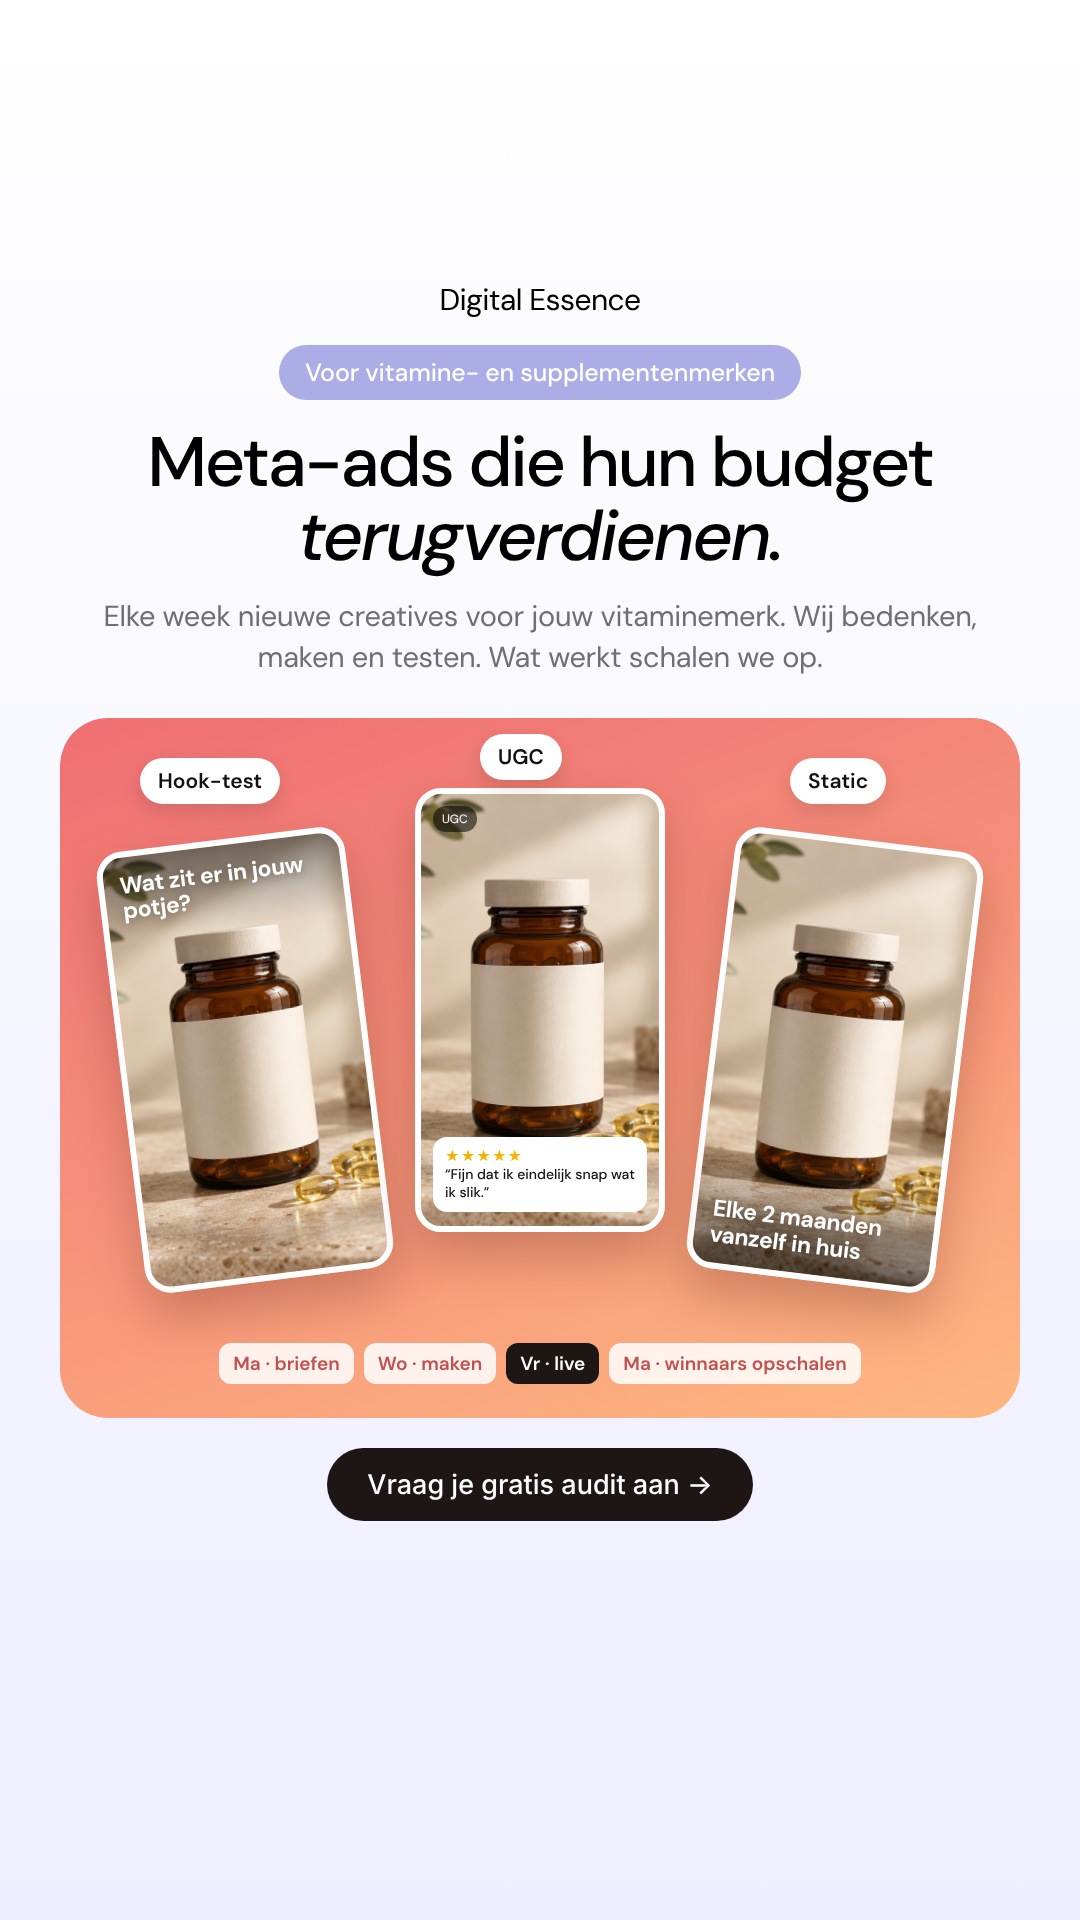 Digital Essence
Voor vitamine- en supplementenmerken
Meta-ads die hun budget
terugverdienen.
Elke week nieuwe creatives voor jouw vitaminemerk. Wij bedenken,
maken en testen. Wat werkt schalen we op.
Hook-test
UGC
Static
Wat zit er in jouw
potje?
UGC
★★★★★
“Fijn dat ik eindelijk snap wat
ik slik.”
Elke 2 maanden
vanzelf in huis
Ma · briefen
Wo · maken
Vr · live
Ma · winnaars opschalen
Vraag je gratis audit aan →